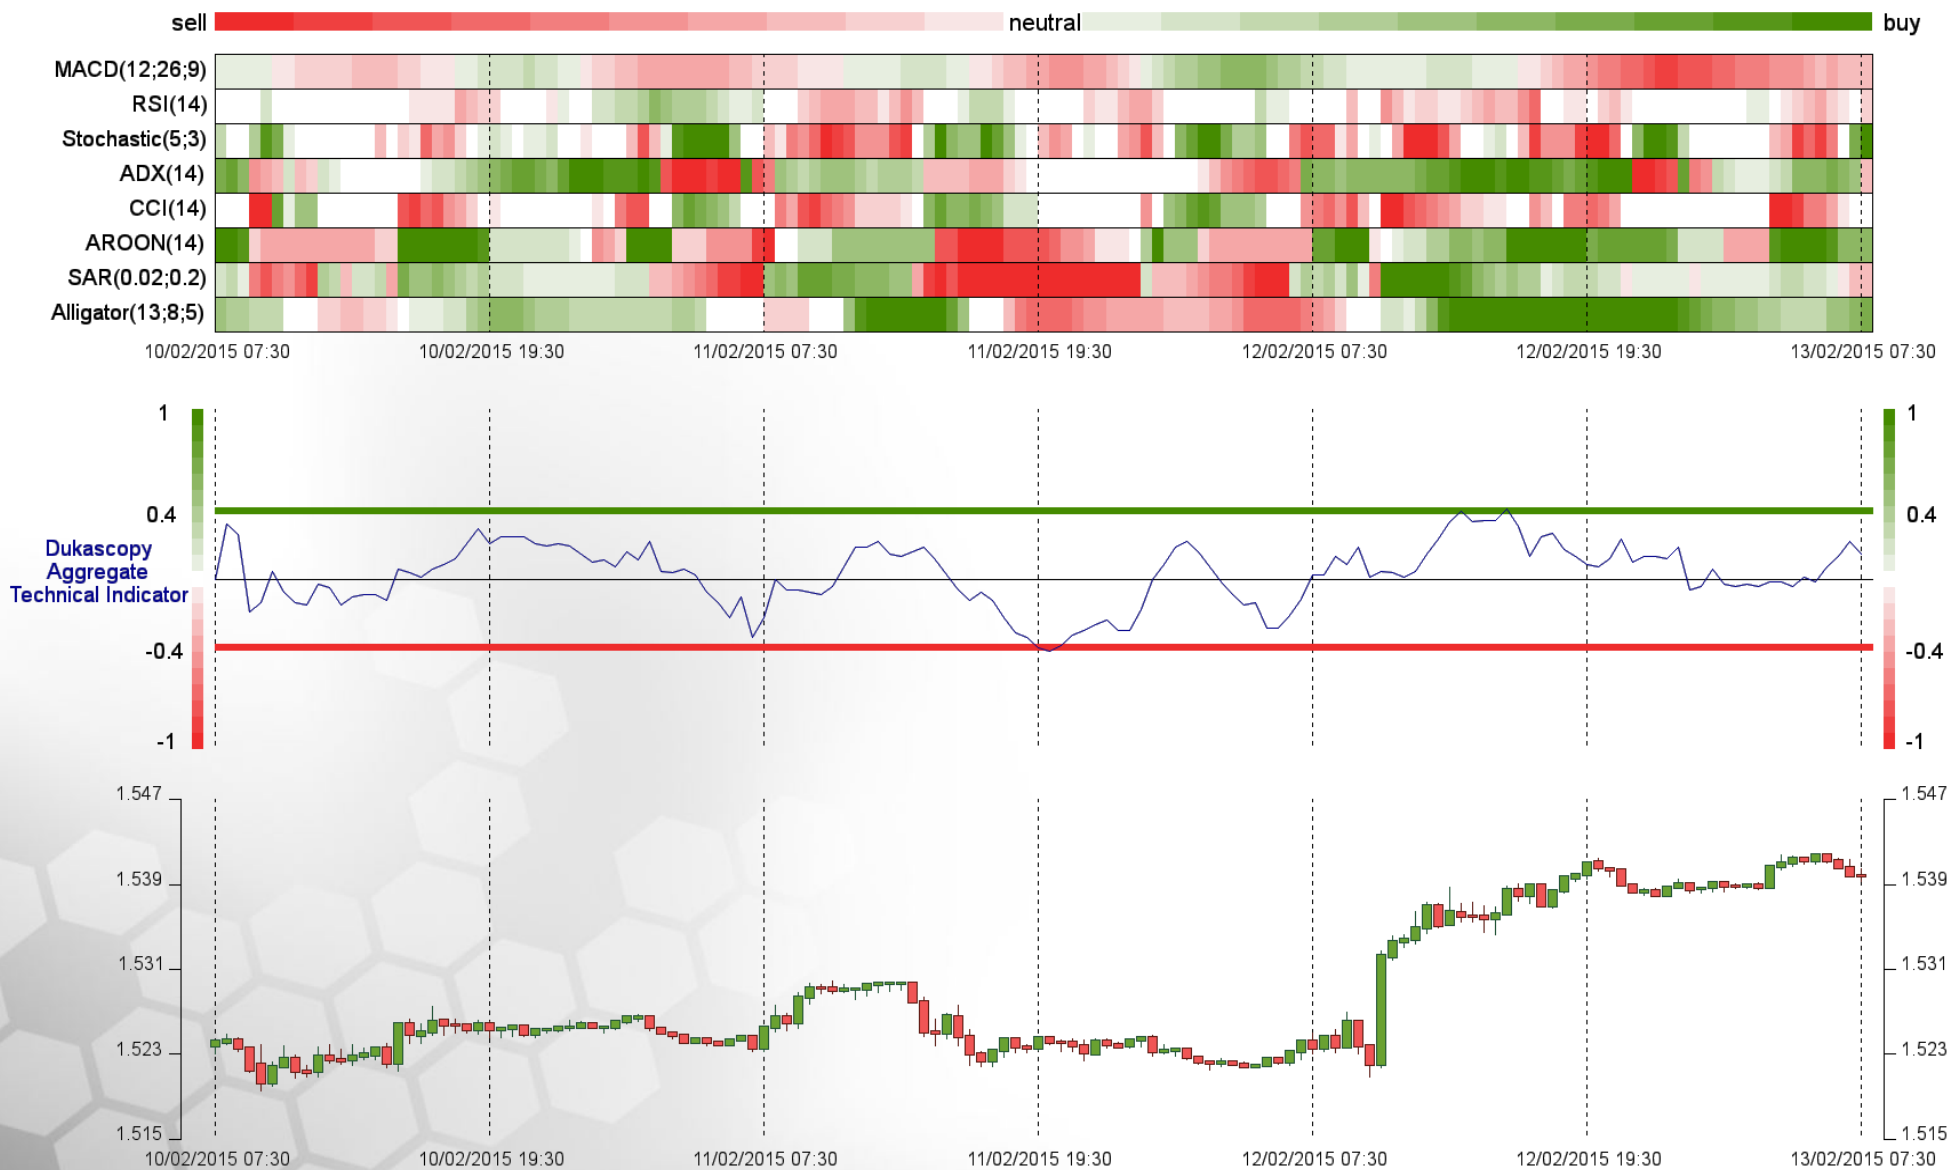 sell neutral buy
MACD(12;26;9)
RSI(14)
Stochastic(5;3)
ADX(14)
CCI(14)
AROON(14)
SAR(0.02;0.2)
Alligator(13;8;5)
10/02/2015 07:30 10/02/2015 19:30 11/02/2015 07:30 11/02/2015 19:30 12/02/2015 07:30 12/02/2015 19:30 13/02/2015 07:30
1 1
0.4 0.4
Dukascopy
Aggregate
Technical Indicator
-0.4 -0.4
-1 -1
1.547 1.547
1.539 1.539
1.531 1.531
1.523 1.523
1.515 1.515
10/02/2015 07:30 10/02/2015 19:30 11/02/2015 07:30 11/02/2015 19:30 12/02/2015 07:30 12/02/2015 19:30 13/02/2015 07:30